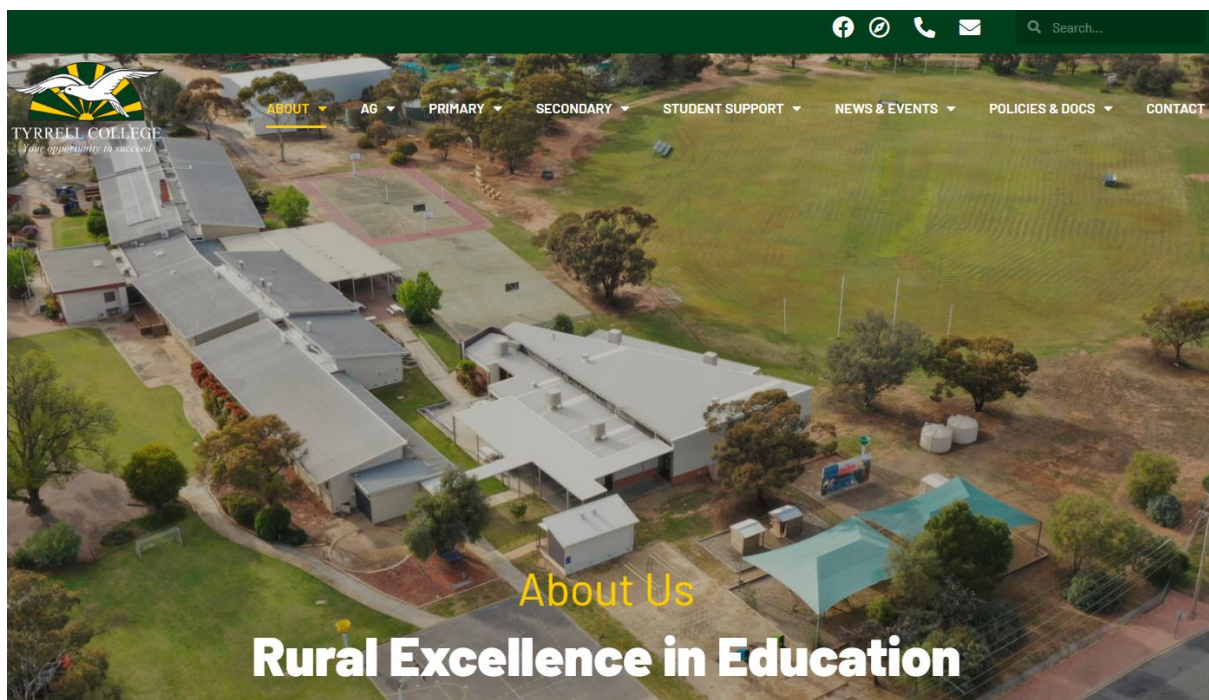 Search...
TYRRELL COLLEGE
Your opportunity to succeed
ABOUT AG PRIMARY SECONDARY STUDENT SUPPORT NEWS & EVENTS POLICIES & DOCS CONTACT
About Us
Rural Excellence in Education